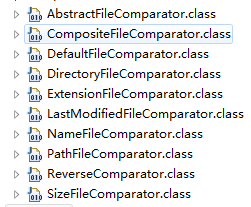 AbstractFileComparator.class
CompositeFileComparator.class
DefaultFileComparator.class
DirectoryFileComparator.class
ExtensionFileComparator.class
LastModifiedFileComparator.class
NameFileComparator.class
PathFileComparator.class
ReverseComparator.class
SizeFileComparator.class